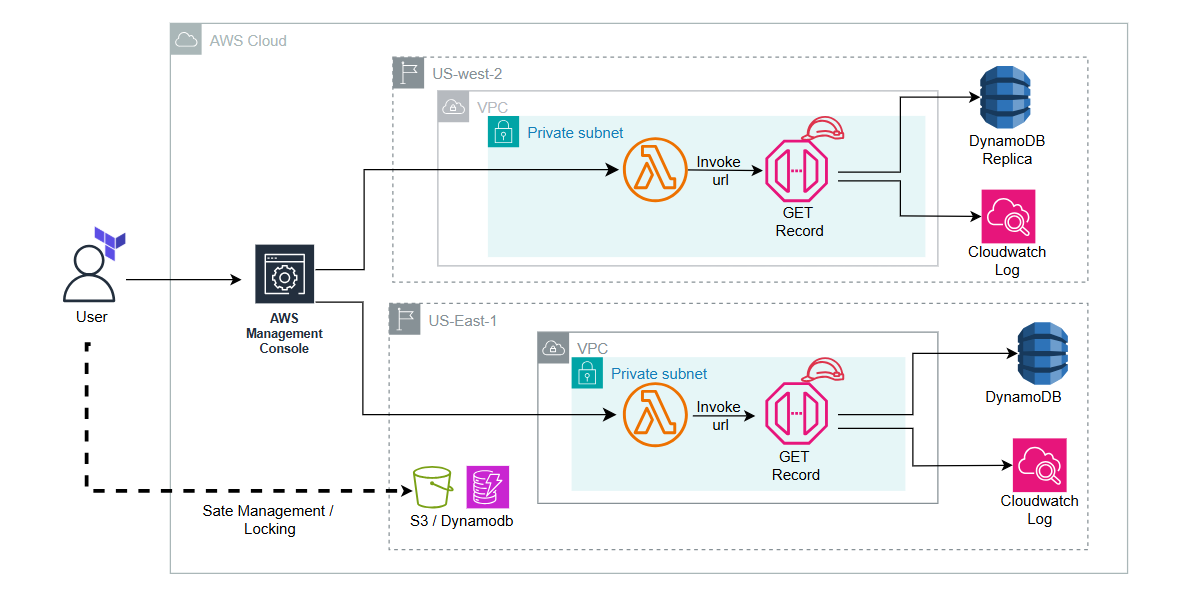 AWS Cloud
US-west-2
VPC
Private subnet
Invoke
url
GET
Record
DynamoDB
Replica
Cloudwatch
Log
User
AWS
Management
Console
US-East-1
VPC
Private subnet
Invoke
url
GET
Record
DynamoDB
Cloudwatch
Log
S3 / Dynamodb
Sate Management /
Locking